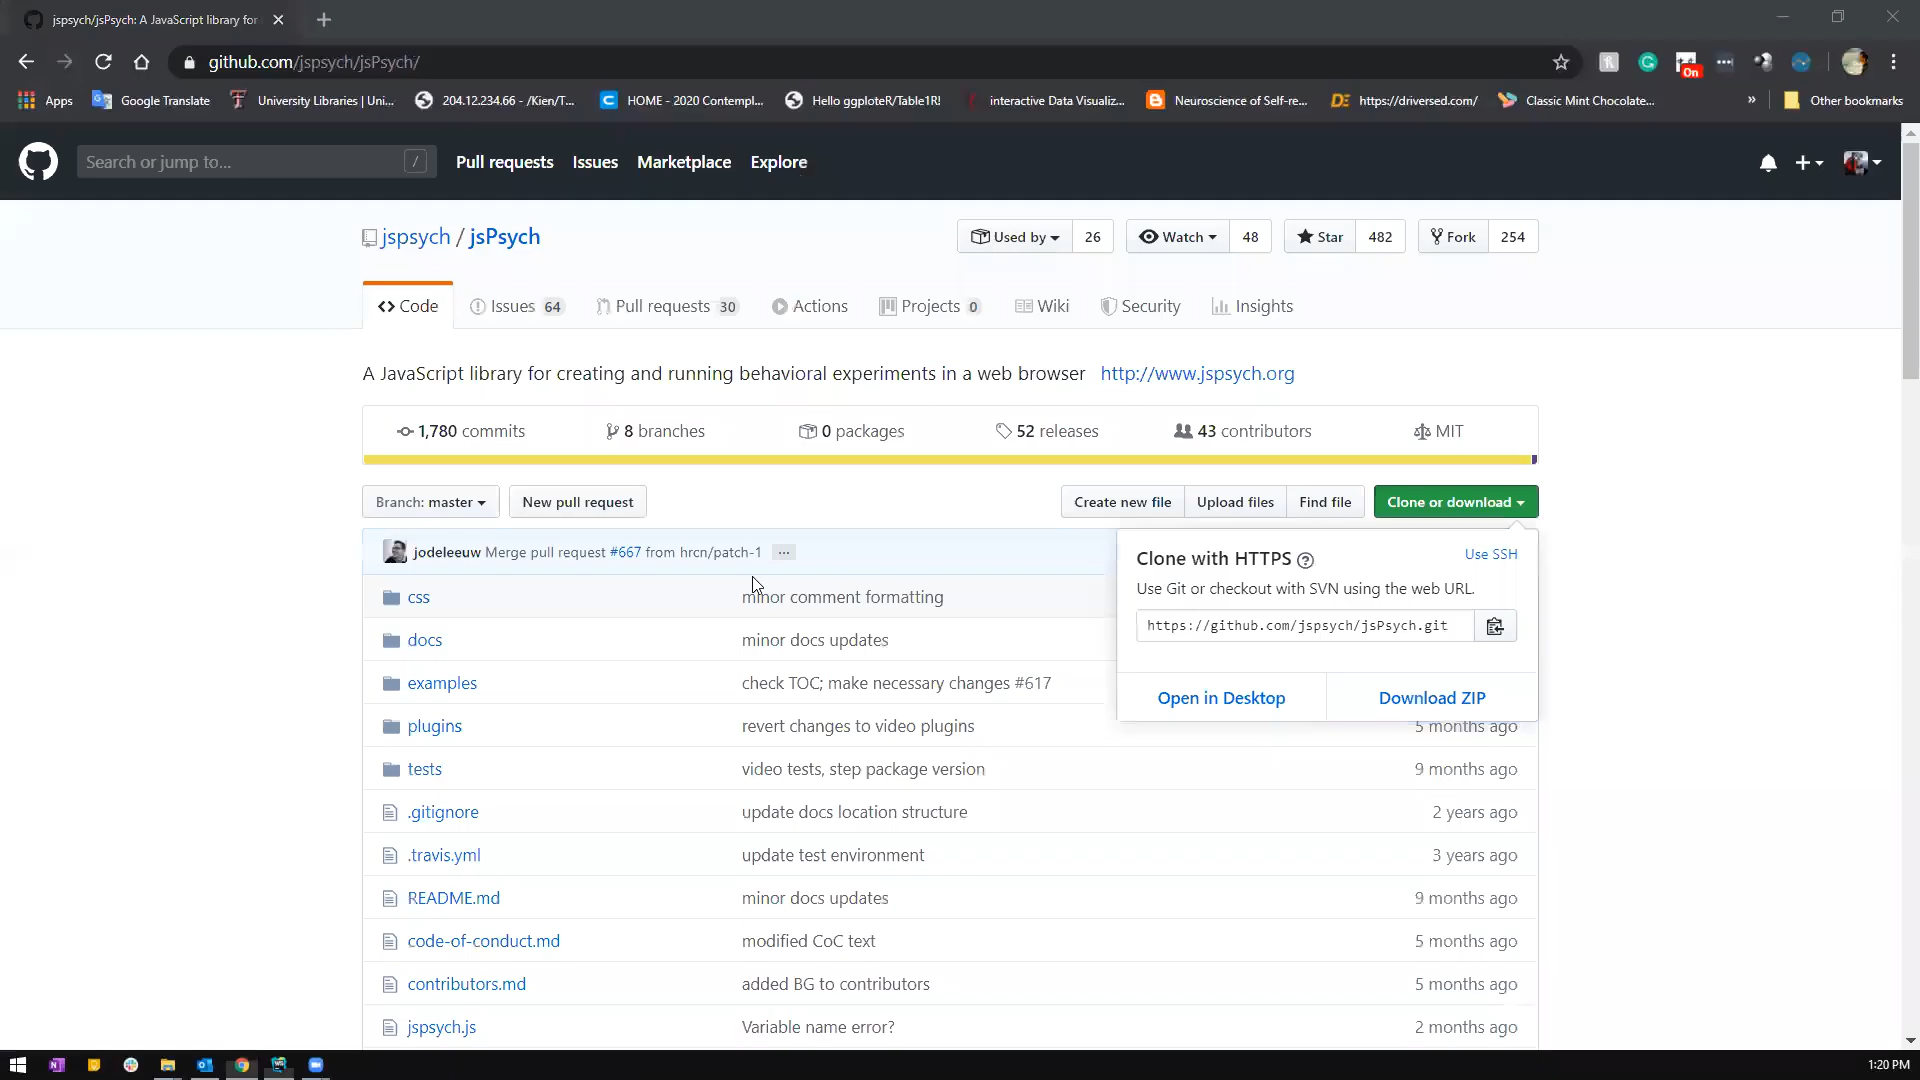 jspsych/jsPsych: A JavaScript library for
github.com/jspsych/jsPsych/
On
Apps Google Translate University Libraries | Uni... 204.12.234.66 - /Kien/T... HOME - 2020 Contempl... Hello ggploteR/Table1R! interactive Data Visualiz... Neuroscience of Self-re... DE https://driversed.com/ Classic Mint Chocolate... » Other bookmarks
Search or jump to... / Pull requests Issues Marketplace Explore
jspsych / jsPsych Used by 26 Watch 48 Star 482 Fork 254
Code Issues 64 Pull requests 30 Actions Projects 0 Wiki Security Insights
A JavaScript library for creating and running behavioral experiments in a web browser http://www.jspsych.org
1,780 commits 8 branches 0 packages 52 releases 43 contributors MIT
Branch: master New pull request Create new file Upload files Find file Clone or download
jodeleeuw Merge pull request #667 from hrcn/patch-1 ...
Clone with HTTPS ? Use SSH
Use Git or checkout with SVN using the web URL.
https://github.com/jspsych/jsPsych.git
Open in Desktop Download ZIP
css minor comment formatting
docs minor docs updates
examples check TOC; make necessary changes #617
plugins revert changes to video plugins 5 months ago
tests video tests, step package version 9 months ago
.gitignore update docs location structure 2 years ago
.travis.yml update test environment 3 years ago
README.md minor docs updates 9 months ago
code-of-conduct.md modified CoC text 5 months ago
contributors.md added BG to contributors 5 months ago
jspsych.js Variable name error? 2 months ago
1:20 PM